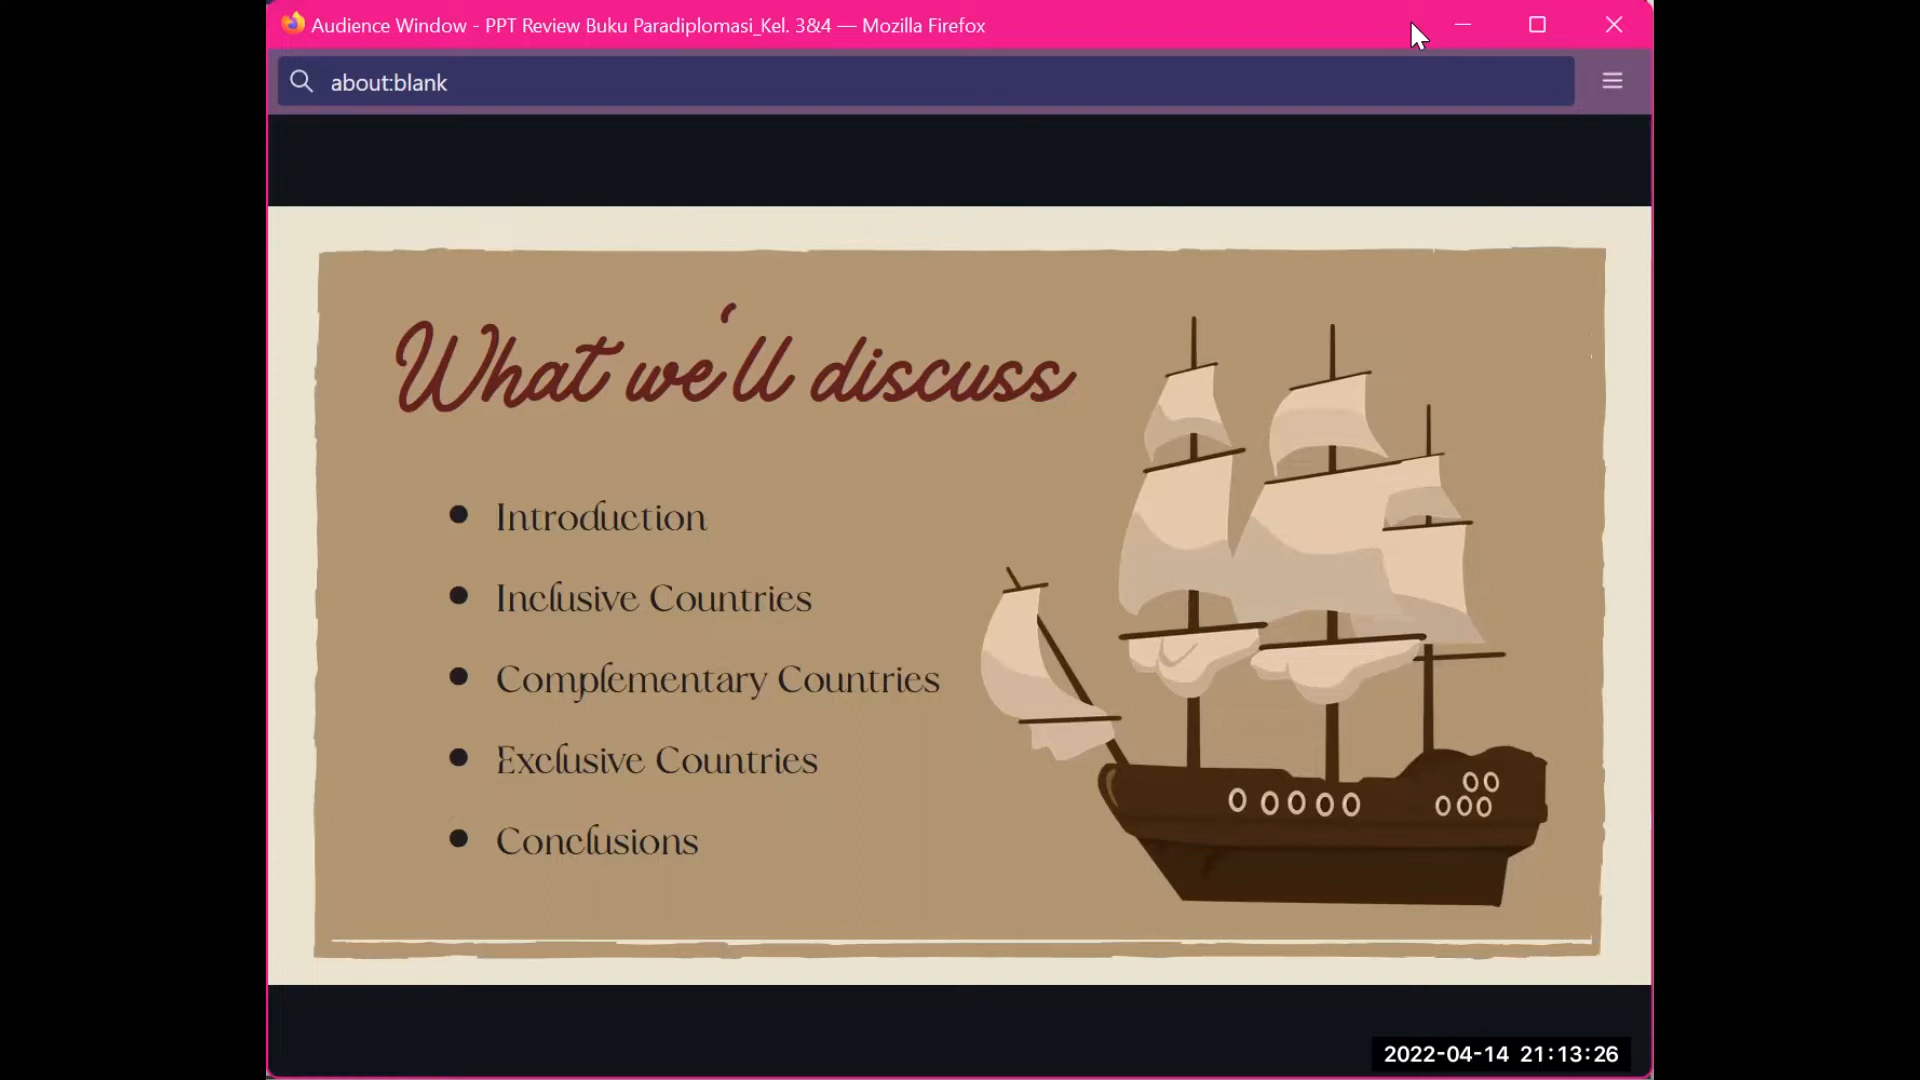 Audience Window - PPT Review Buku Paradiplomasi_Kel. 3&4 — Mozilla Firefox
about:blank
What we'll discuss
● Introduction
● Inclusive Countries
● Complementary Countries
● Exclusive Countries
● Conclusions
2022-04-14 21:13:26